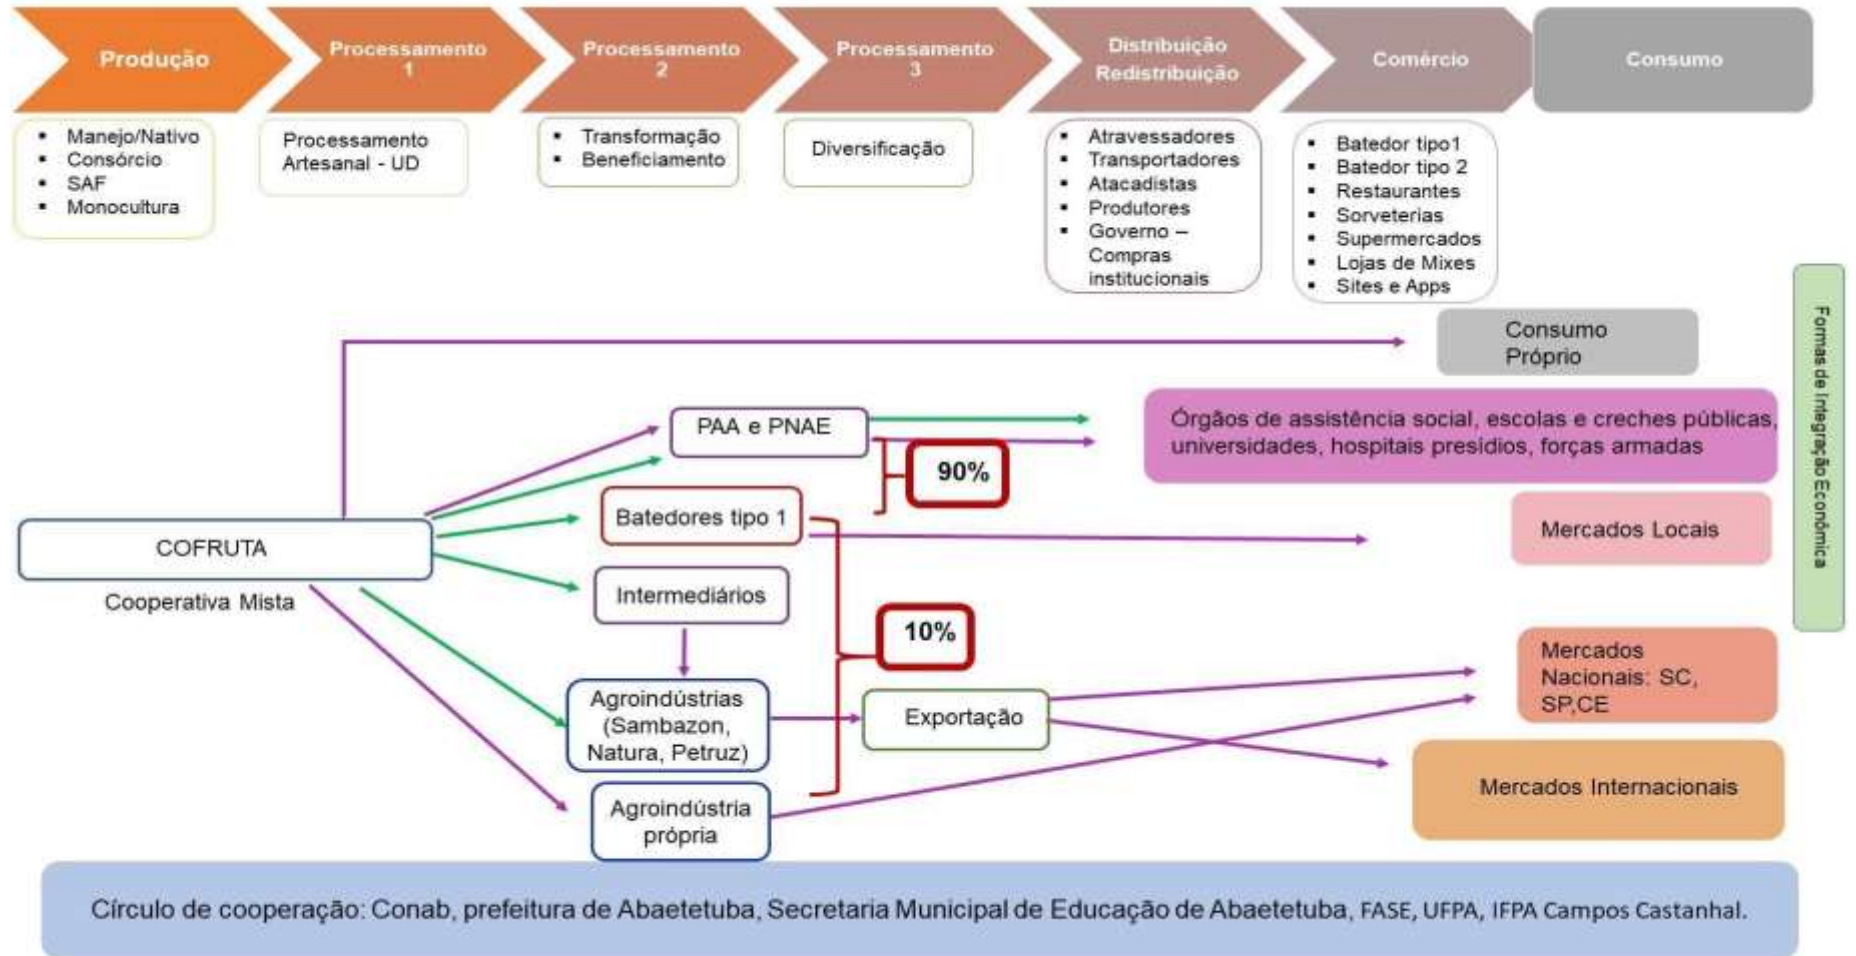 Produção
Processamento
1
Processamento
2
Processamento
3
Distribuição
Redistribuição
Comércio
Consumo
▪ Manejo/Nativo
▪ Consórcio
▪ SAF
▪ Monocultura
Processamento
Artesanal - UD
▪ Transformação
▪ Beneficiamento
Diversificação
▪ Atravessadores
▪ Transportadores
▪ Atacadistas
▪ Produtores
▪ Governo –
Compras
institucionais
▪ Batedor tipo1
▪ Batedor tipo 2
▪ Restaurantes
▪ Sorveterias
▪ Supermercados
▪ Lojas de Mixes
▪ Sites e Apps
Formas de Integração Econômica
Consumo
Próprio
PAA e PNAE
90%
Órgãos de assistência social, escolas e creches públicas,
universidades, hospitais presídios, forças armadas
Batedores tipo 1
Mercados Locais
COFRUTA
Cooperativa Mista
Intermediários
10%
Agroindústrias
(Sambazon,
Natura, Petruz)
Exportação
Mercados
Nacionais: SC,
SP,CE
Mercados Internacionais
Agroindústria
própria
Círculo de cooperação: Conab, prefeitura de Abaetetuba, Secretaria Municipal de Educação de Abaetetuba, FASE, UFPA, IFPA Campos Castanhal.